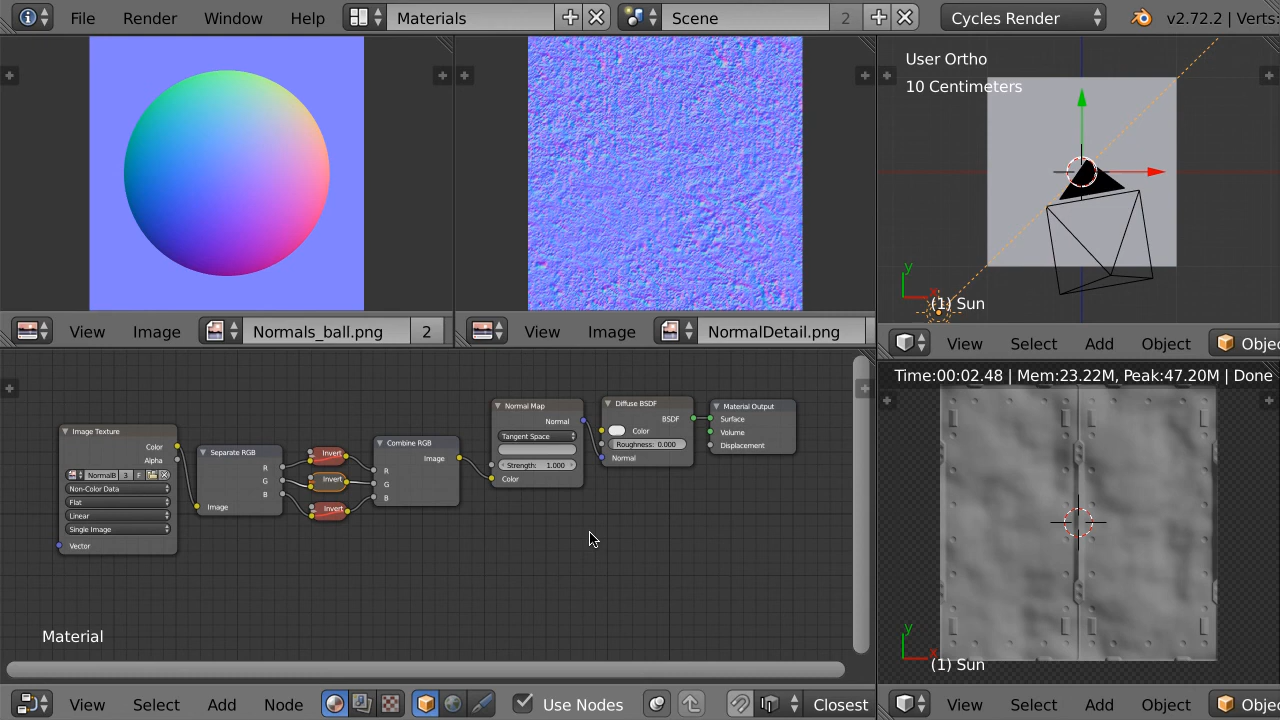 File Render Window Help Materials Scene 2 Cycles Render v2.72.2 | Verts:
User Ortho
10 Centimeters
y
x
(1) Sun
View Image Normals_ball.png 2
View Image NormalDetail.png
View Select Add Object Objec
Time:00:02.48 | Mem:23.22M, Peak:47.20M | Done
Image Texture
Color
Alpha
NormalB 3 F
Non-Color Data
Flat
Linear
Single Image
Vector
Separate RGB
R
G
B
Image
Invert
Invert
Invert
Combine RGB
Image
R
G
B
Normal Map
Normal
Tangent Space
Strength: 1.000
Color
Diffuse BSDF
BSDF
Color
Roughness: 0.000
Normal
Material Output
Surface
Volume
Displacement
Material
y
x
(1) Sun
View Select Add Node Use Nodes Closest
View Select Add Object Objec